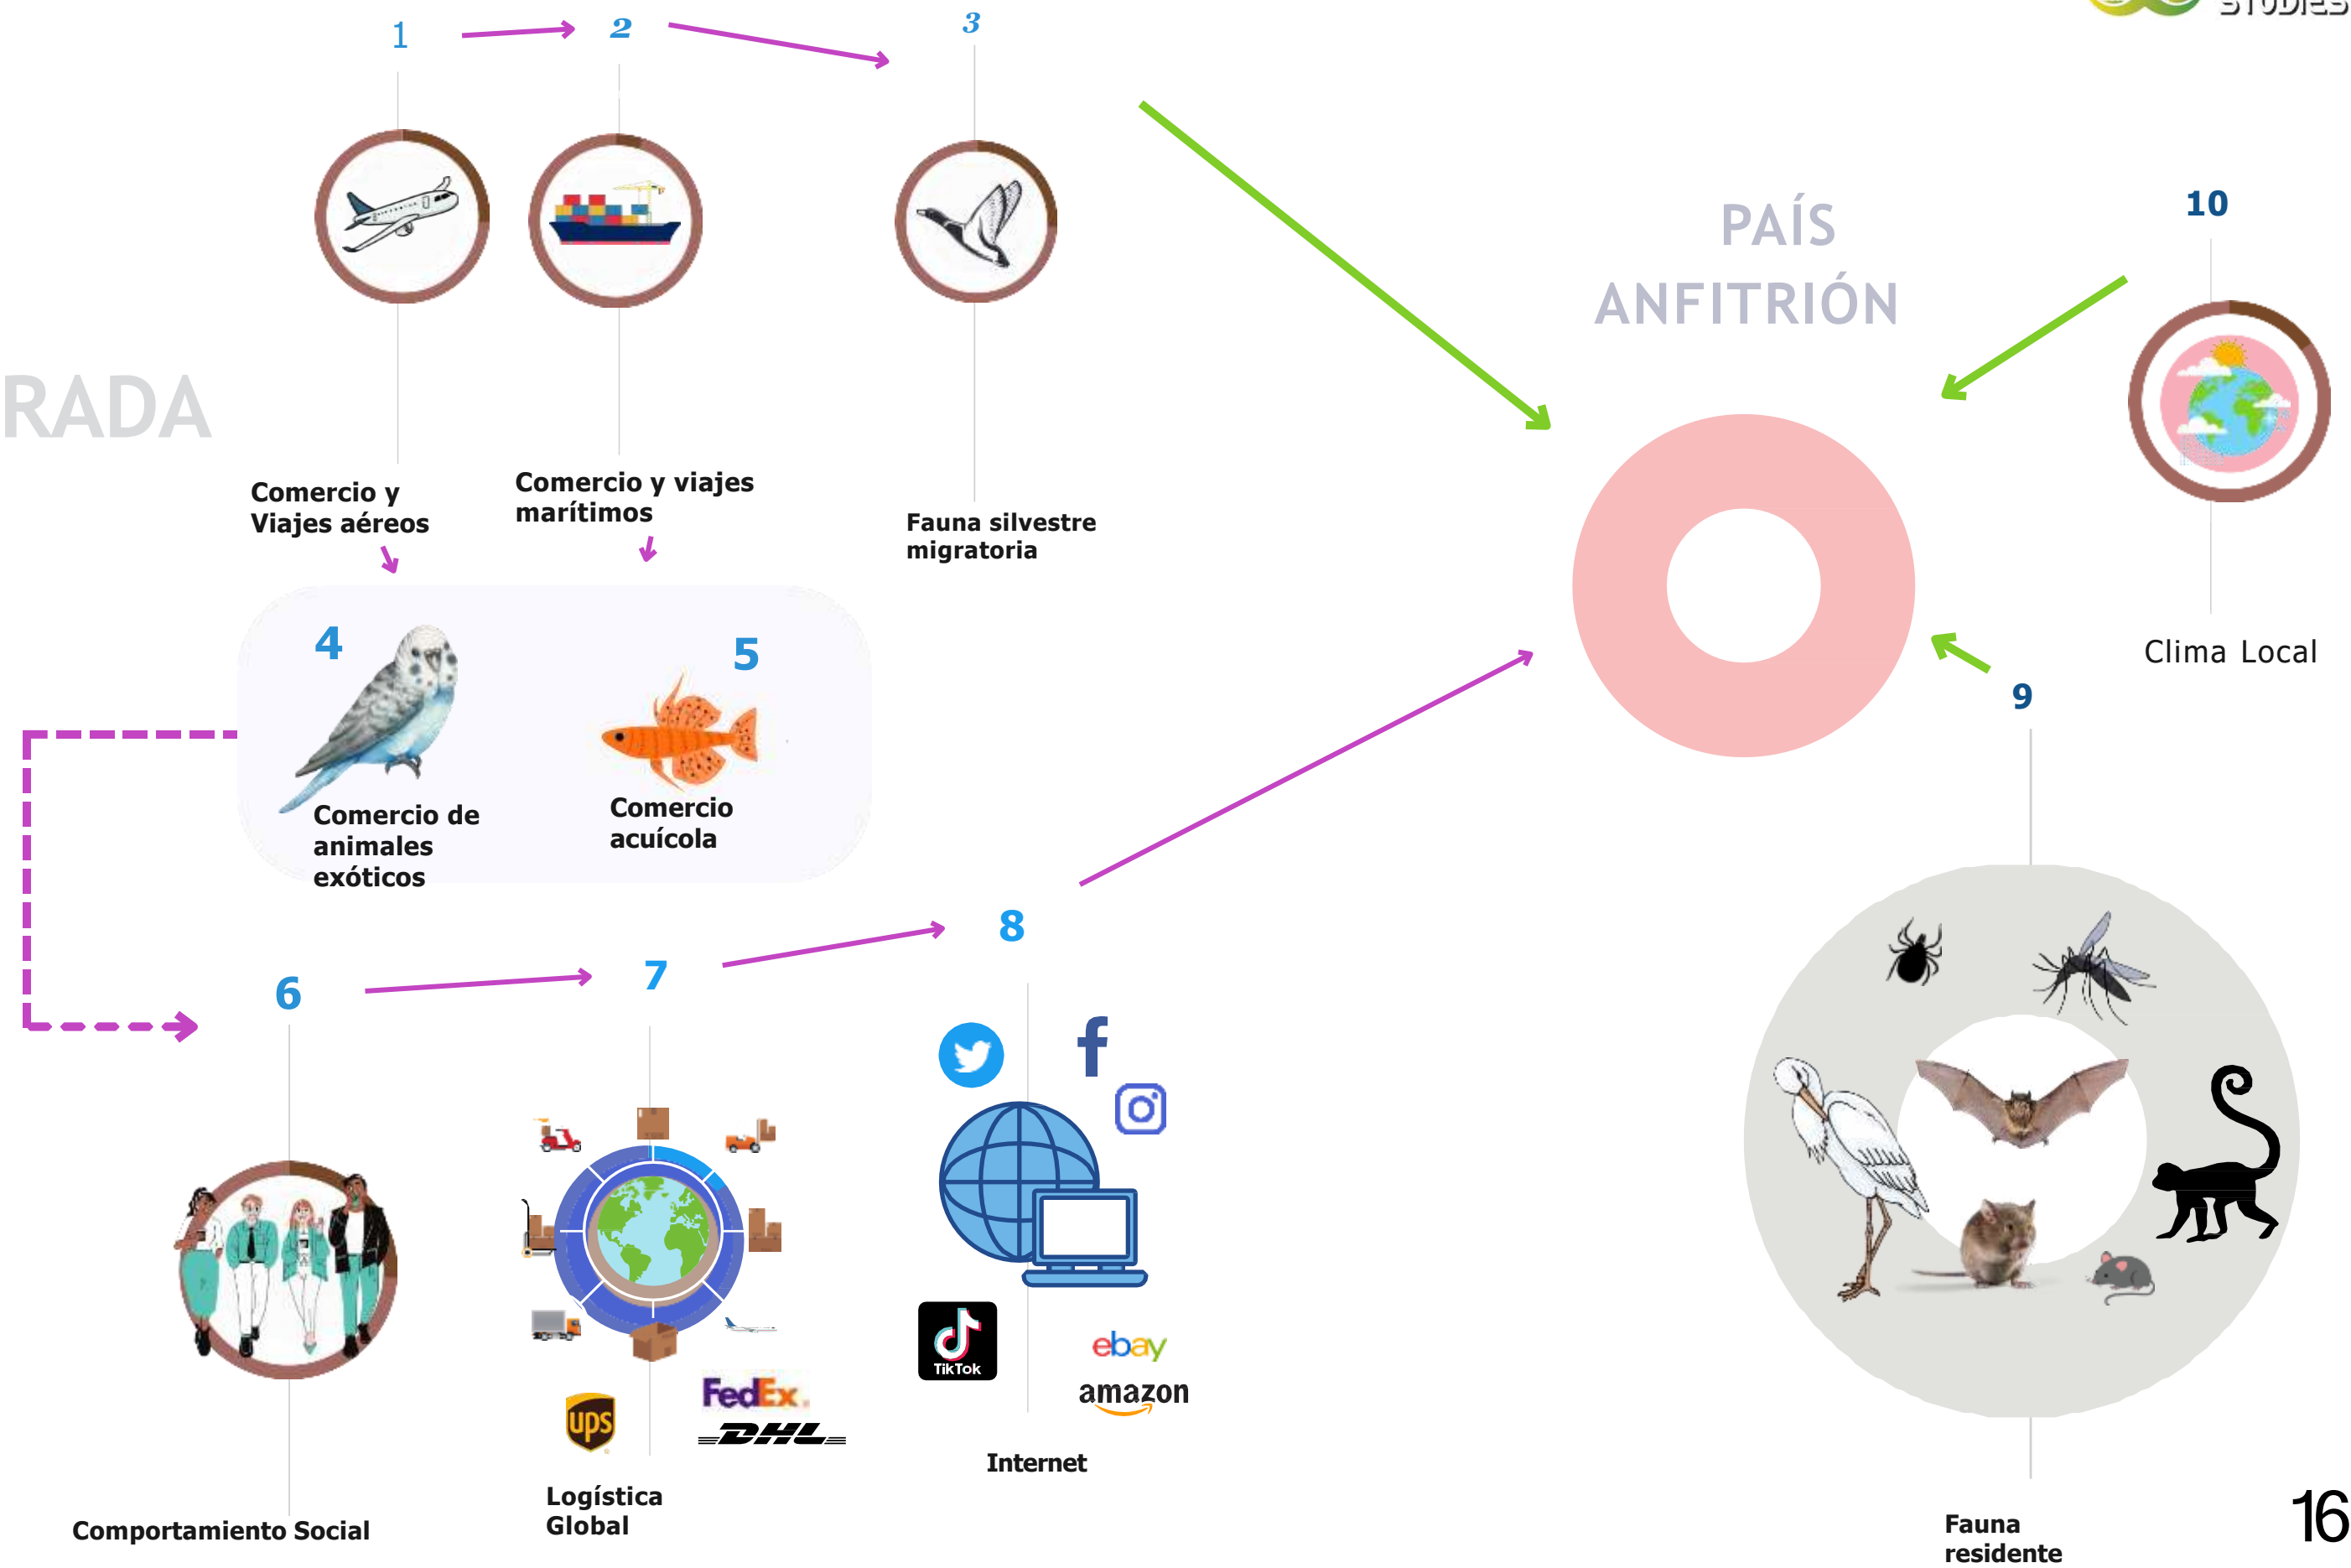 STUDIES
1
2
3
RADA
Comercio y
Viajes aéreos
Comercio y viajes
marítimos
Fauna silvestre
migratoria
PAÍS
ANFITRIÓN
10
Clima Local
4
Comercio de
animales
exóticos
5
Comercio
acuícola
9
6
Comportamiento Social
7
ups
FedEx
DHL
Logística
Global
8
TikTok
ebay
amazon
Internet
Fauna
residente
16